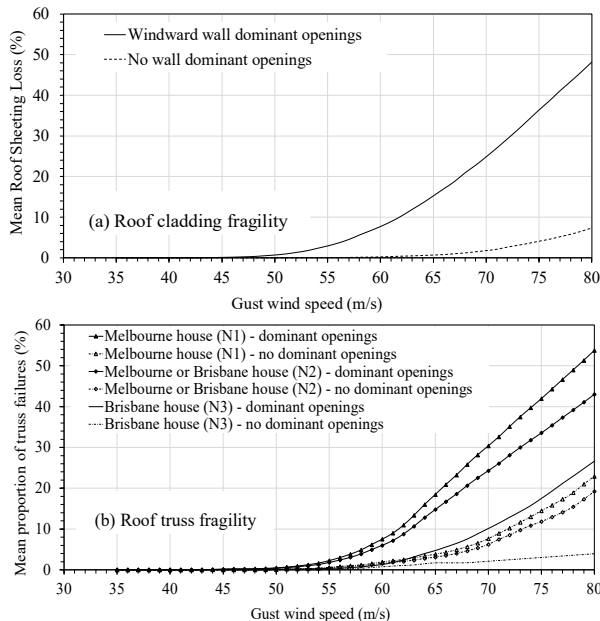 Mean Roof Sheeting Loss (%)
60
50
40
30
20
10
0
Windward wall dominant openings
No wall dominant openings
(a) Roof cladding fragility
30 35 40 45 50 55 60 65 70 75 80
Gust wind speed (m/s)
Mean proportion of truss failures (%)
60
50
40
30
20
10
0
Melbourne house (N1) - dominant openings
Melbourne house (N1) - no dominant openings
Melbourne or Brisbane house (N2) - dominant openings
Melbourne or Brisbane house (N2) - no dominant openings
Brisbane house (N3) - dominant openings
Brisbane house (N3) - no dominant openings
(b) Roof truss fragility
30 35 40 45 50 55 60 65 70 75 80
Gust wind speed (m/s)